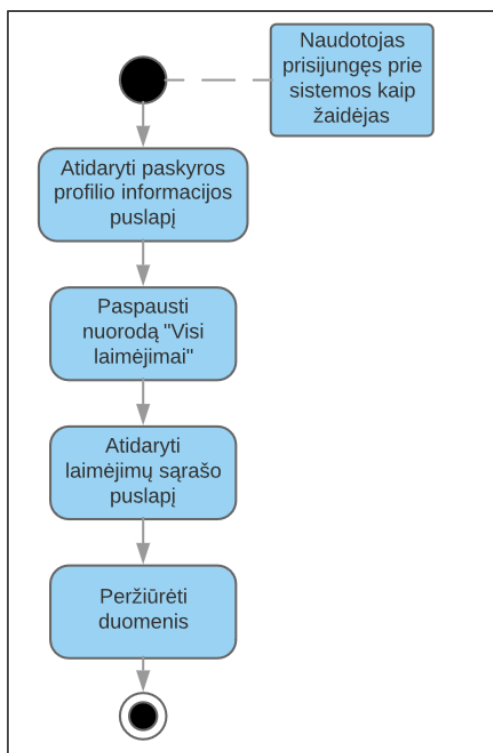 Naudotojas
prisijungęs prie
sistemos kaip
žaidėjas
Atidaryti paskyros
profilio informacijos
puslapį
Paspausti
nuorodą "Visi
laimėjimai"
Atidaryti
laimėjimų sąrašo
puslapį
Peržiūrėti
duomenis